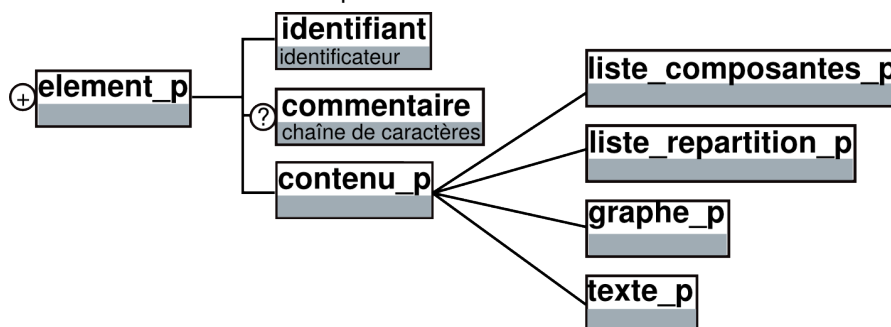 identifiant
identificateur
+
element_p
?
commentaire
chaîne de caractères
contenu_p
liste_composantes_p
liste_repartition_p
graphe_p
texte_p